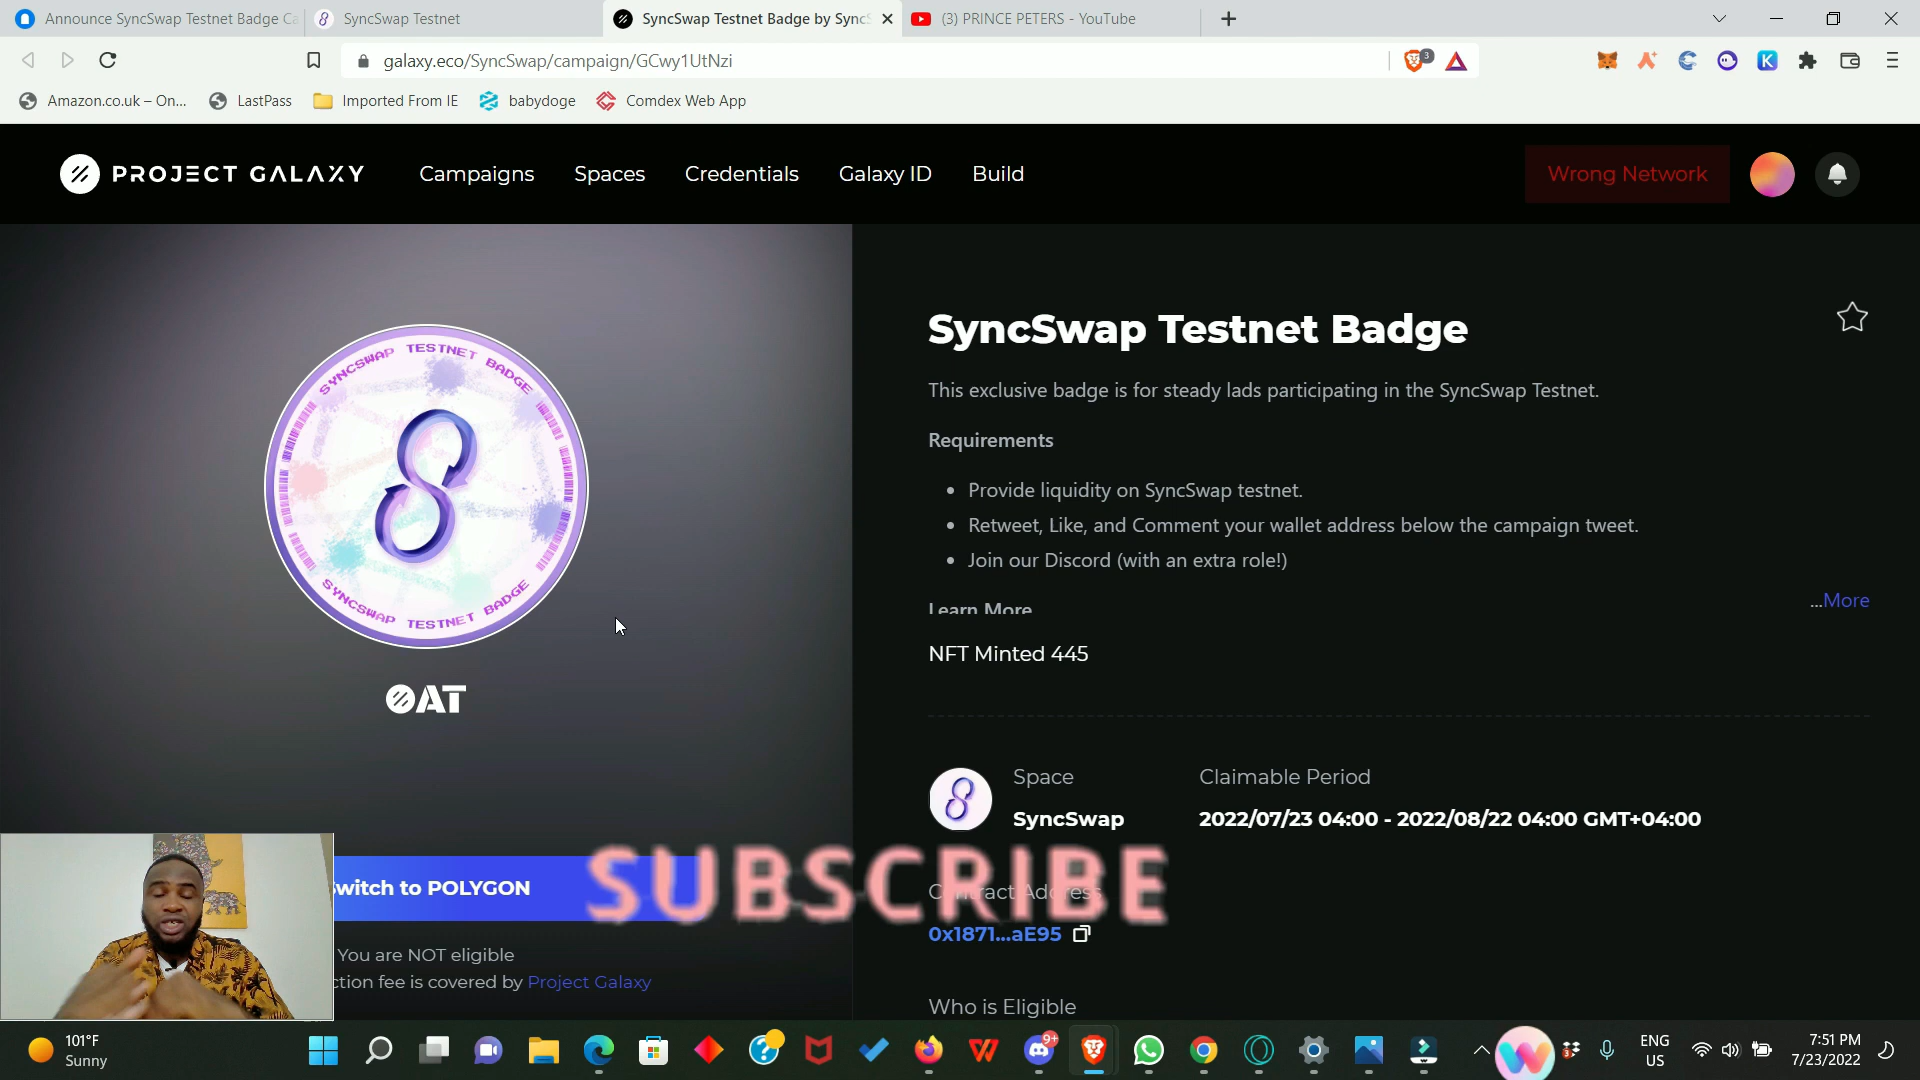 Announce SyncSwap Testnet Badge Ca
SyncSwap Testnet
SyncSwap Testnet Badge by SyncS
(3) PRINCE PETERS - YouTube
galaxy.eco/SyncSwap/campaign/GCwy1UtNzi
3
Amazon.co.uk – On...
LastPass
Imported From IE
babydoge
Comdex Web App
PROJECT GALAXY
Campaigns
Spaces
Credentials
Galaxy ID
Build
Wrong Network
SYNCSWAP TESTNET BADGE
SYNCSWAP TESTNET BADGE
OAT
SyncSwap Testnet Badge
This exclusive badge is for steady lads participating in the SyncSwap Testnet.
Requirements
• Provide liquidity on SyncSwap testnet.
• Retweet, Like, and Comment your wallet address below the campaign tweet.
• Join our Discord (with an extra role!)
Learn More
...More
NFT Minted 445
Space
SyncSwap
Claimable Period
2022/07/23 04:00 - 2022/08/22 04:00 GMT+04:00
Switch to POLYGON
SUBSCRIBE
Contract Address
0x1871...aE95
You are NOT eligible
ction fee is covered by Project Galaxy
Who is Eligible
101°F
Sunny
9+
ENG
US
7:51 PM
7/23/2022